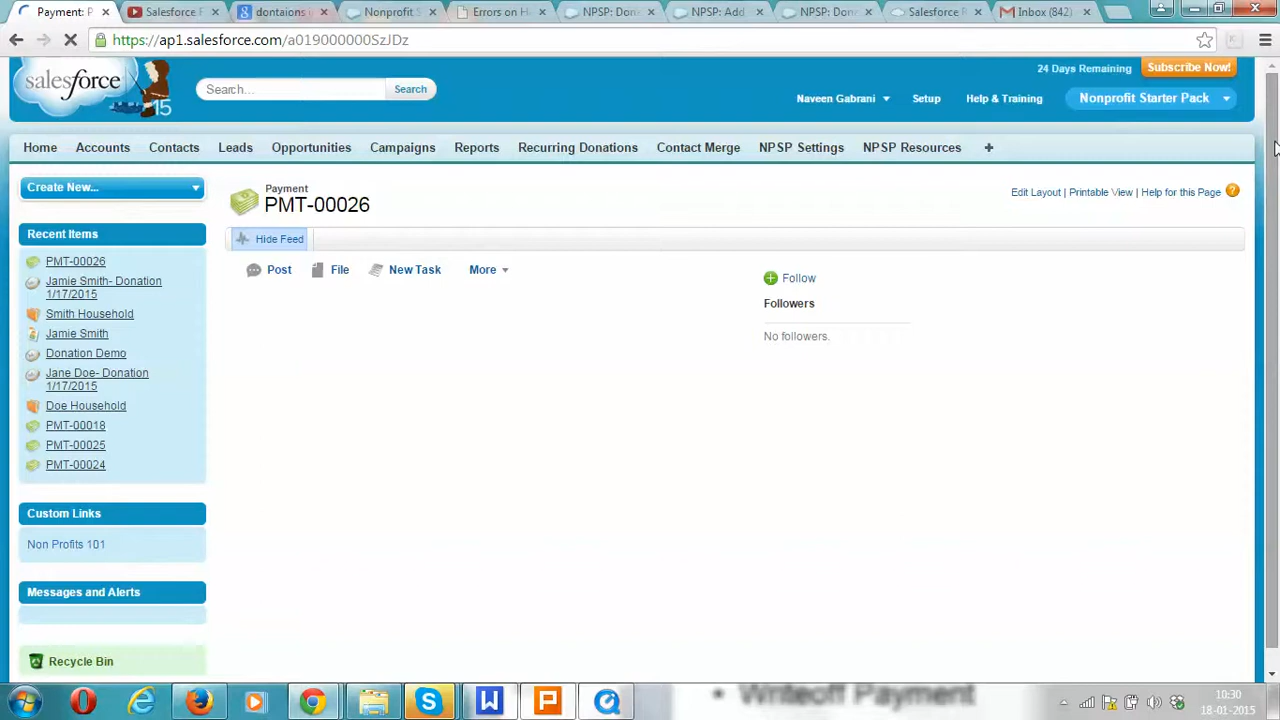 Payment: P
Salesforce F
dontaions i
Nonprofit S
Errors on H
NPSP: Don
NPSP: Add
NPSP: Don
Salesforce R
Inbox (842)
https://ap1.salesforce.com/a019000000SzJDz
salesforce
15
Search...
Search
24 Days Remaining
Subscribe Now!
Naveen Gabrani
Setup
Help & Training
Nonprofit Starter Pack
Home Accounts Contacts Leads Opportunities Campaigns Reports Recurring Donations Contact Merge NPSP Settings NPSP Resources +
Create New...
Recent Items
PMT-00026
Jamie Smith- Donation
1/17/2015
Smith Household
Jamie Smith
Donation Demo
Jane Doe- Donation
1/17/2015
Doe Household
PMT-00018
PMT-00025
PMT-00024
Custom Links
Non Profits 101
Messages and Alerts
Recycle Bin
Payment
PMT-00026
Edit Layout | Printable View | Help for this Page ?
Hide Feed
Post File New Task More
Follow
Followers
No followers.
• Writeoff Payment
10:30
18-01-2015